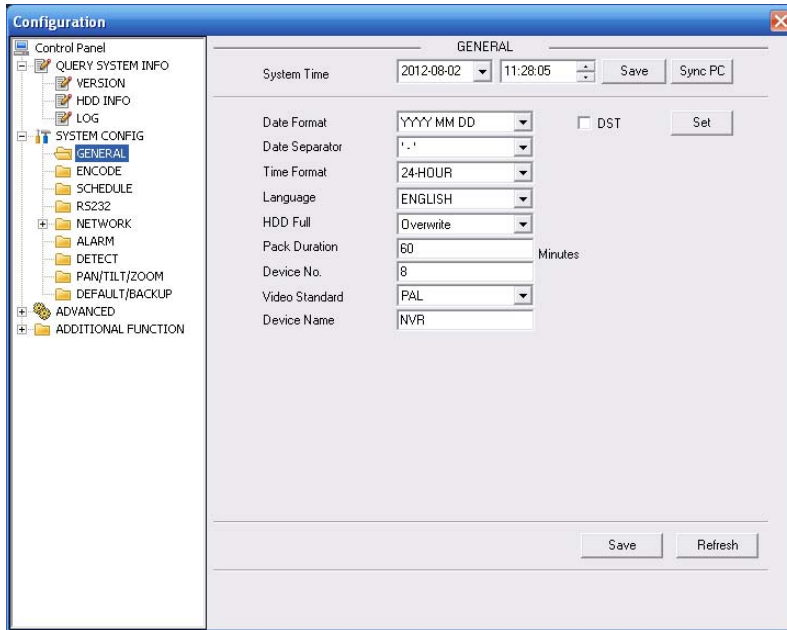 Configuration
Control Panel
QUERY SYSTEM INFO
VERSION
HDD INFO
LOG
SYSTEM CONFIG
GENERAL
ENCODE
SCHEDULE
RS232
NETWORK
ALARM
DETECT
PAN/TILT/ZOOM
DEFAULT/BACKUP
ADVANCED
ADDITIONAL FUNCTION
GENERAL
System Time 2012-08-02 11:28:05 Save Sync PC
Date Format YYYY MM DD DST Set
Date Separator '-'
Time Format 24-HOUR
Language ENGLISH
HDD Full Overwrite
Pack Duration 60 Minutes
Device No. 8
Video Standard PAL
Device Name NVR
Save Refresh